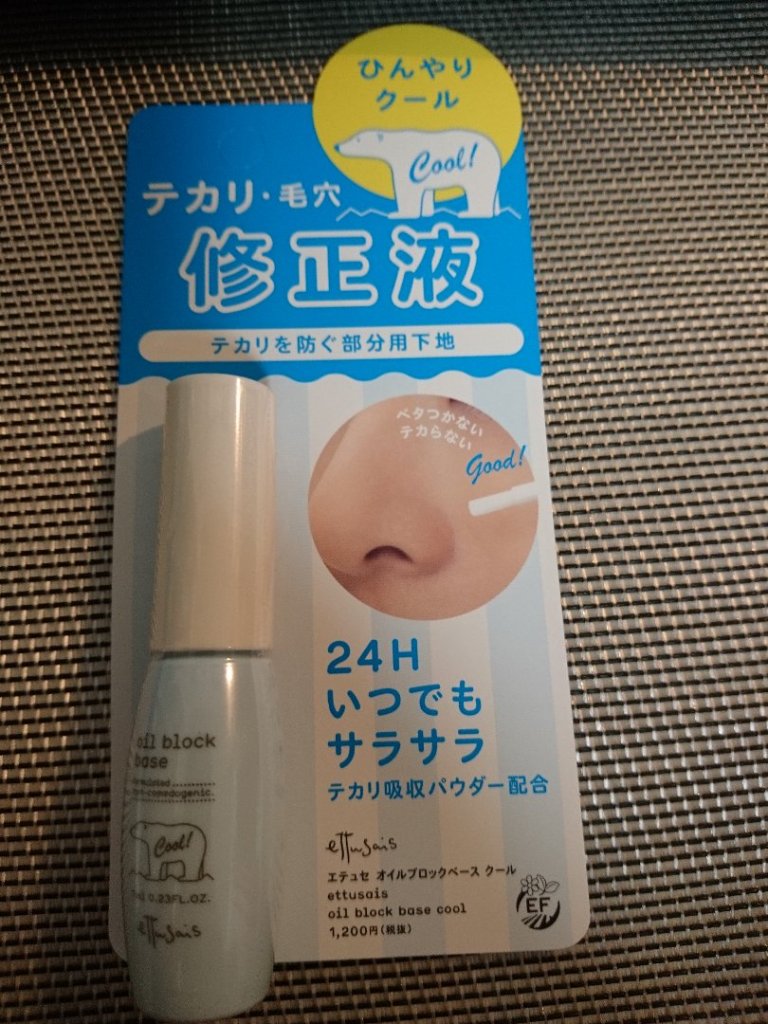 ひんやり
クール
Cool!
テカリ・毛穴
修正液
テカリを防ぐ部分用下地
ベタつかない
テカらない
Good!
24H
いつでも
サラサラ
テカリ吸収パウダー配合
ettusais
エテュセ オイルブロックベース クール
ettusais
oil block base cool
1,200円(税抜)
EF
oil block
base
Cool!
0.23FL.OZ.
ettusais